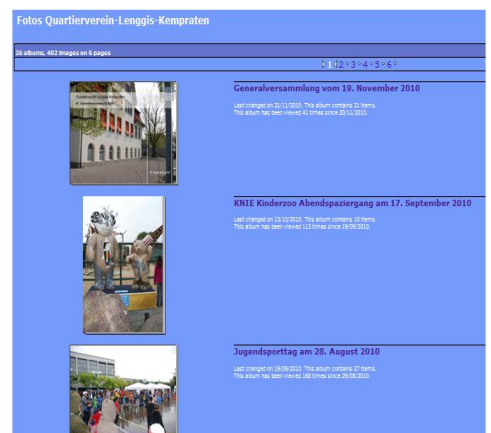 Fotos Quartierverein-Lenggis-Kempraten
26 albums, 402 images on 6 pages
1 2 3 4 5 6
Generalversammlung vom 19. November 2010
Last changed on 21/11/2010. This album contains 21 items.
This album has been viewed 41 times since 20/11/2010.
KNIE Kinderzoo Abendspaziergang am 17. September 2010
Last changed on 13/10/2010. This album contains 15 items.
This album has been viewed 113 times since 19/09/2010.
Jugendsporttag am 28. August 2010
Last changed on 19/09/2010. This album contains 27 items.
This album has been viewed 168 times since 29/08/2010.